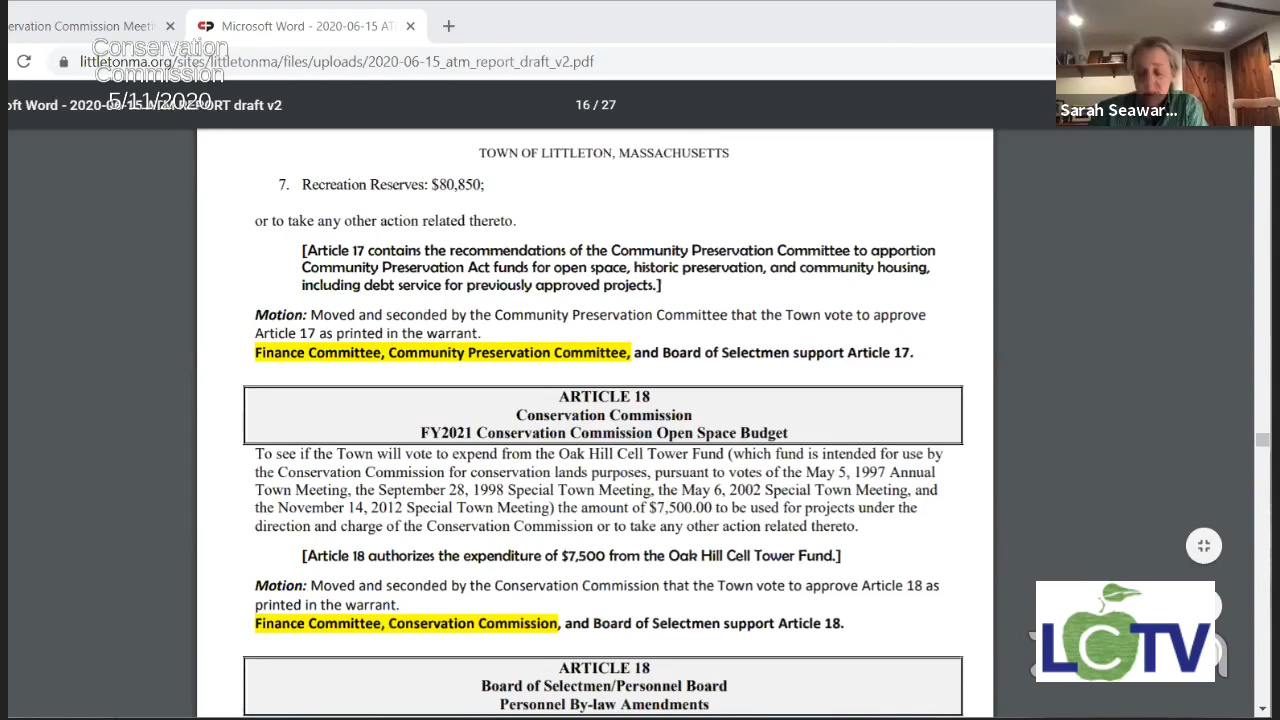 ervation Commission Meeti
Microsoft Word - 2020-06-15 AT
littletonma.org/sites/littletonma/files/uploads/2020-06-15_atm_report_draft_v2.pdf
Conservation
Commission
5/11/2020
oft Word - 2020-06-15 ATM REPORT draft v2
16 / 27
Sarah Seawar...
TOWN OF LITTLETON, MASSACHUSETTS
7. Recreation Reserves: $80,850;
or to take any other action related thereto.
[Article 17 contains the recommendations of the Community Preservation Committee to apportion
Community Preservation Act funds for open space, historic preservation, and community housing,
including debt service for previously approved projects.]
Motion: Moved and seconded by the Community Preservation Committee that the Town vote to approve
Article 17 as printed in the warrant.
Finance Committee, Community Preservation Committee, and Board of Selectmen support Article 17.
ARTICLE 18
Conservation Commission
FY2021 Conservation Commission Open Space Budget
To see if the Town will vote to expend from the Oak Hill Cell Tower Fund (which fund is intended for use by
the Conservation Commission for conservation lands purposes, pursuant to votes of the May 5, 1997 Annual
Town Meeting, the September 28, 1998 Special Town Meeting, the May 6, 2002 Special Town Meeting, and
the November 14, 2012 Special Town Meeting) the amount of $7,500.00 to be used for projects under the
direction and charge of the Conservation Commission or to take any other action related thereto.
[Article 18 authorizes the expenditure of $7,500 from the Oak Hill Cell Tower Fund.]
Motion: Moved and seconded by the Conservation Commission that the Town vote to approve Article 18 as
printed in the warrant.
Finance Committee, Conservation Commission, and Board of Selectmen support Article 18.
ARTICLE 18
Board of Selectmen/Personnel Board
Personnel By-law Amendments
LCTV